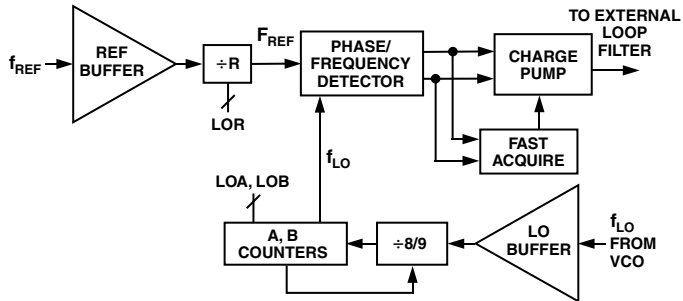 TO EXTERNAL
LOOP
FILTER
fREF
REF
BUFFER
÷R
LOR
FREF
PHASE/
FREQUENCY
DETECTOR
CHARGE
PUMP
FAST
ACQUIRE
fLO
LOA, LOB
A, B
COUNTERS
÷8/9
LO
BUFFER
fLO
FROM
VCO